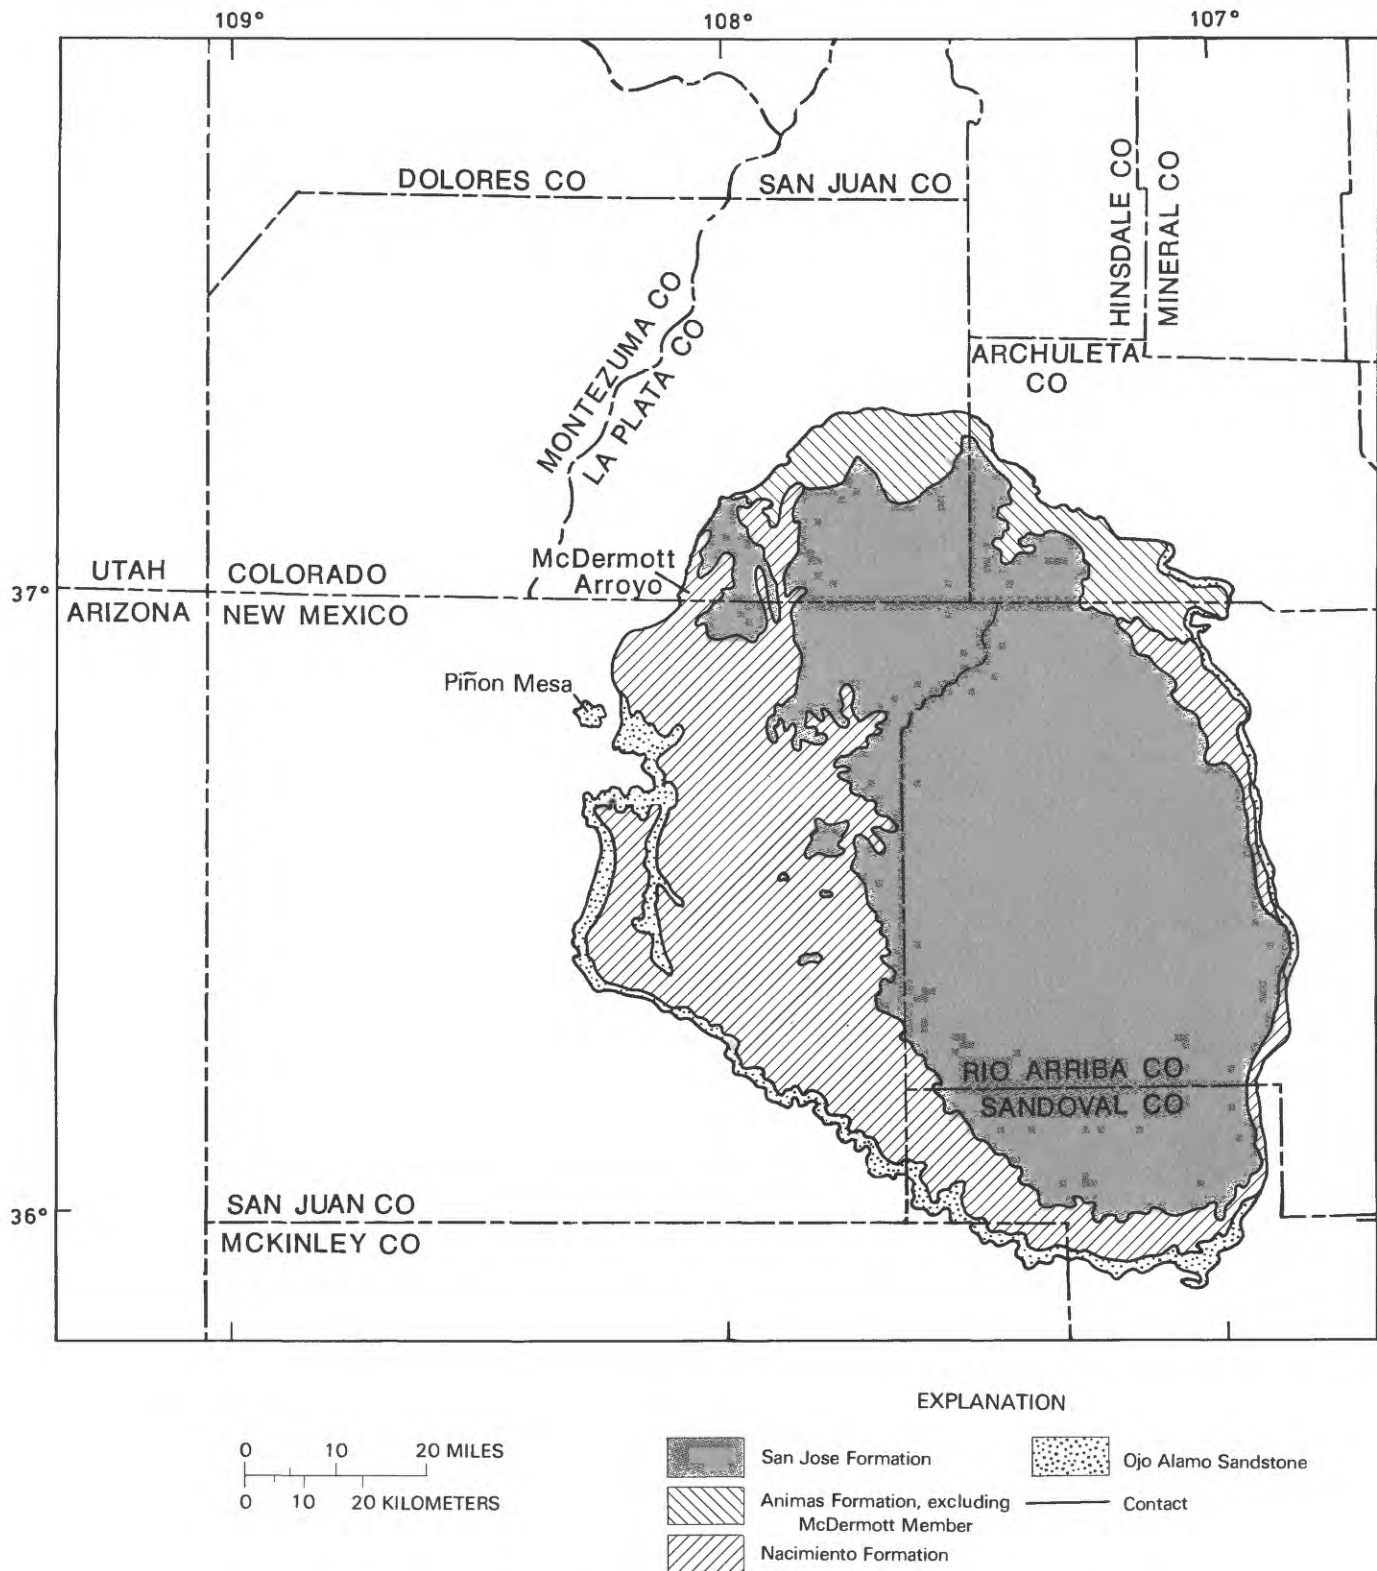 109°
108°
107°
DOLORES CO
SAN JUAN CO
HINSDALE CO
MINERAL CO
MONTEZUMA CO
LA PLATA CO
ARCHULETA
CO
McDermott
Arroyo
UTAH
COLORADO
37°
ARIZONA
NEW MEXICO
Piñon Mesa
RIO ARRIBA CO
SANDOVAL CO
SAN JUAN CO
36°
MCKINLEY CO
EXPLANATION
0 10 20 MILES
0 10 20 KILOMETERS
San Jose Formation
Ojo Alamo Sandstone
Animas Formation, excluding
McDermott Member
Contact
Nacimiento Formation